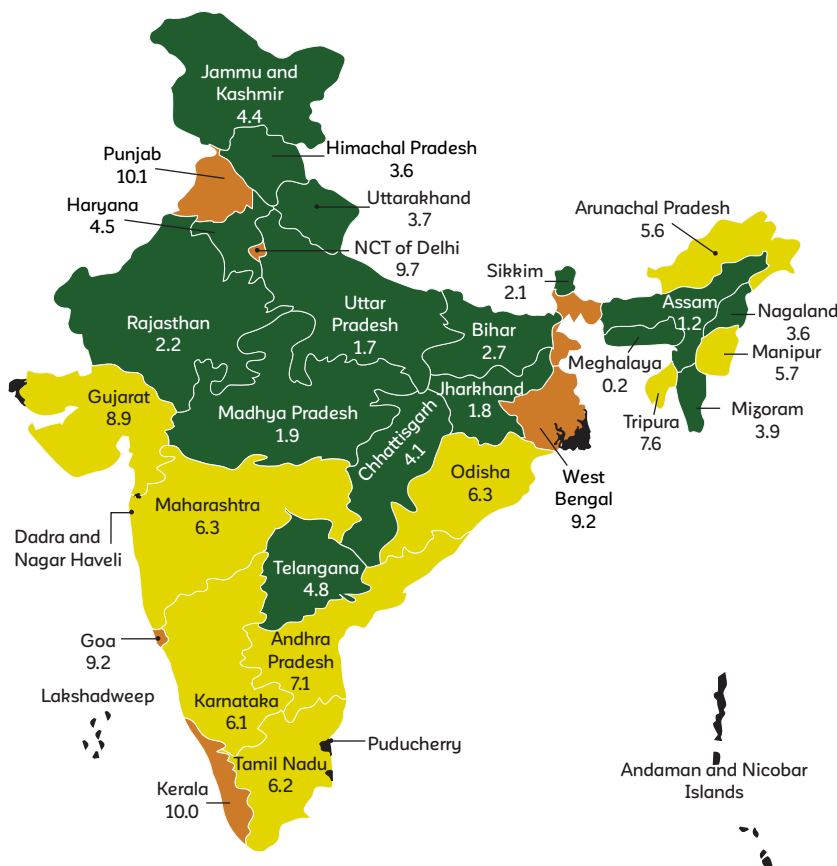 Jammu and
Kashmir
4.4
Himachal Pradesh
3.6
Punjab
10.1
Uttarakhand
3.7
Haryana
4.5
NCT of Delhi
9.7
Arunachal Pradesh
5.6
Sikkim
2.1
Assam
1.2
Nagaland
3.6
Rajasthan
2.2
Uttar
Pradesh
1.7
Bihar
2.7
Meghalaya
0.2
Manipur
5.7
Gujarat
8.9
Madhya Pradesh
1.9
Jharkhand
1.8
Chhattisgarh
4.1
Tripura
7.6
Mizoram
3.9
Odisha
6.3
West
Bengal
9.2
Maharashtra
6.3
Dadra and
Nagar Haveli
Telangana
4.8
Goa
9.2
Andhra
Pradesh
7.1
Lakshadweep
Karnataka
6.1
Puducherry
Tamil Nadu
6.2
Kerala
10.0
Andaman and Nicobar
Islands